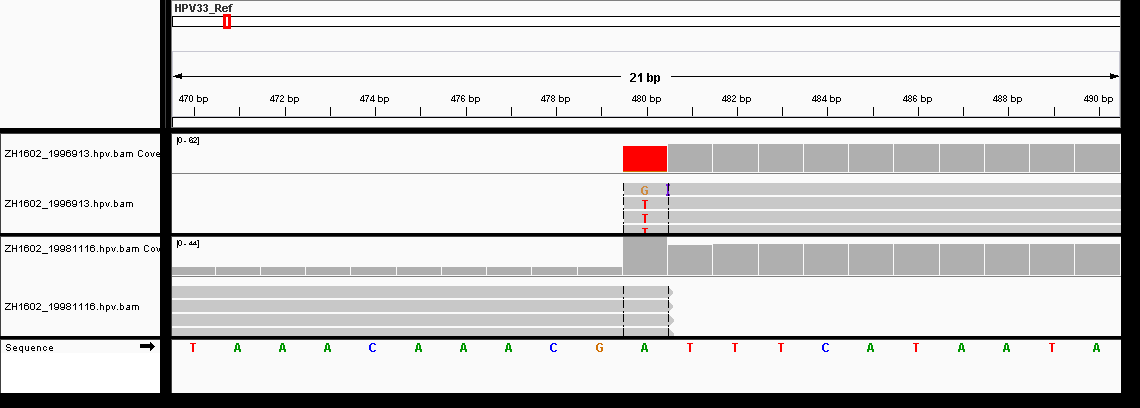 HPV33_Ref
21 bp
470 bp 472 bp 474 bp 476 bp 478 bp 480 bp 482 bp 484 bp 486 bp 488 bp 490 bp
[0 - 62]
ZH1602_1996913.hpv.bam Cove
G
ZH1602_1996913.hpv.bam
T
T
T
[0 - 44]
ZH1602_19981116.hpv.bam Cov
ZH1602_19981116.hpv.bam
Sequence T A A A C A A A C G A T T T C A T A A T A